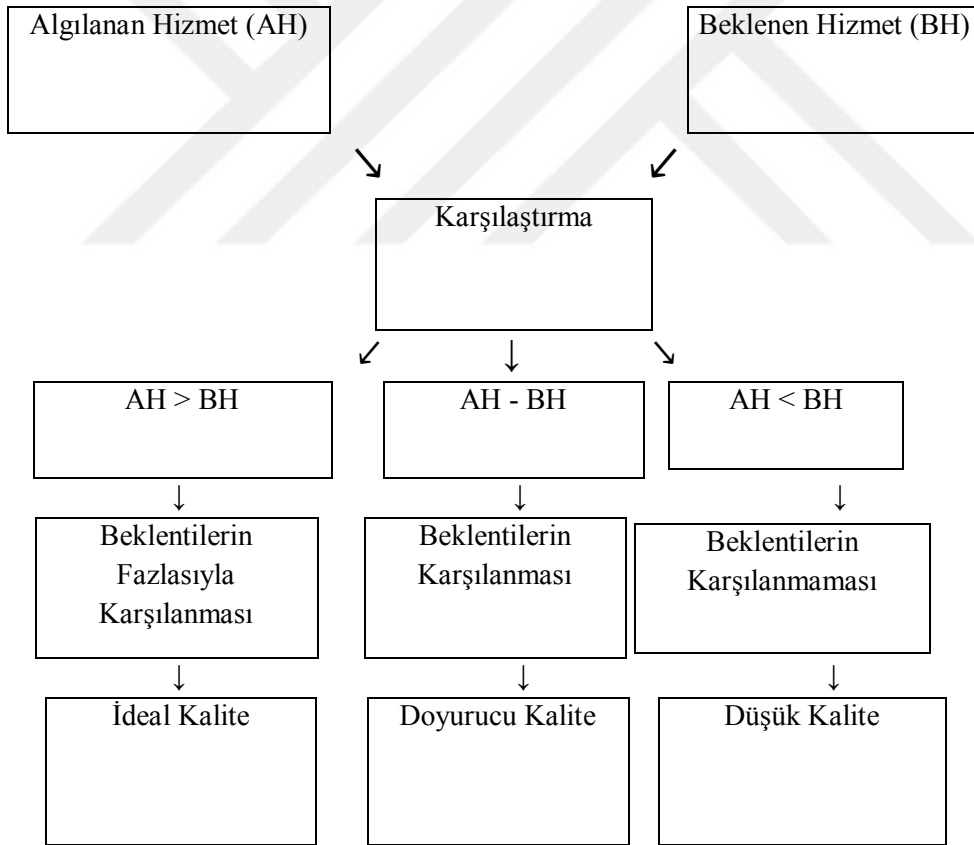 Algılanan Hizmet (AH)
Beklenen Hizmet (BH)
Karşılaştırma
AH > BH
AH - BH
AH < BH
Beklentilerin
Fazlasıyla
Karşılanması
Beklentilerin
Karşılanması
Beklentilerin
Karşılanmaması
İdeal Kalite
Doyurucu Kalite
Düşük Kalite